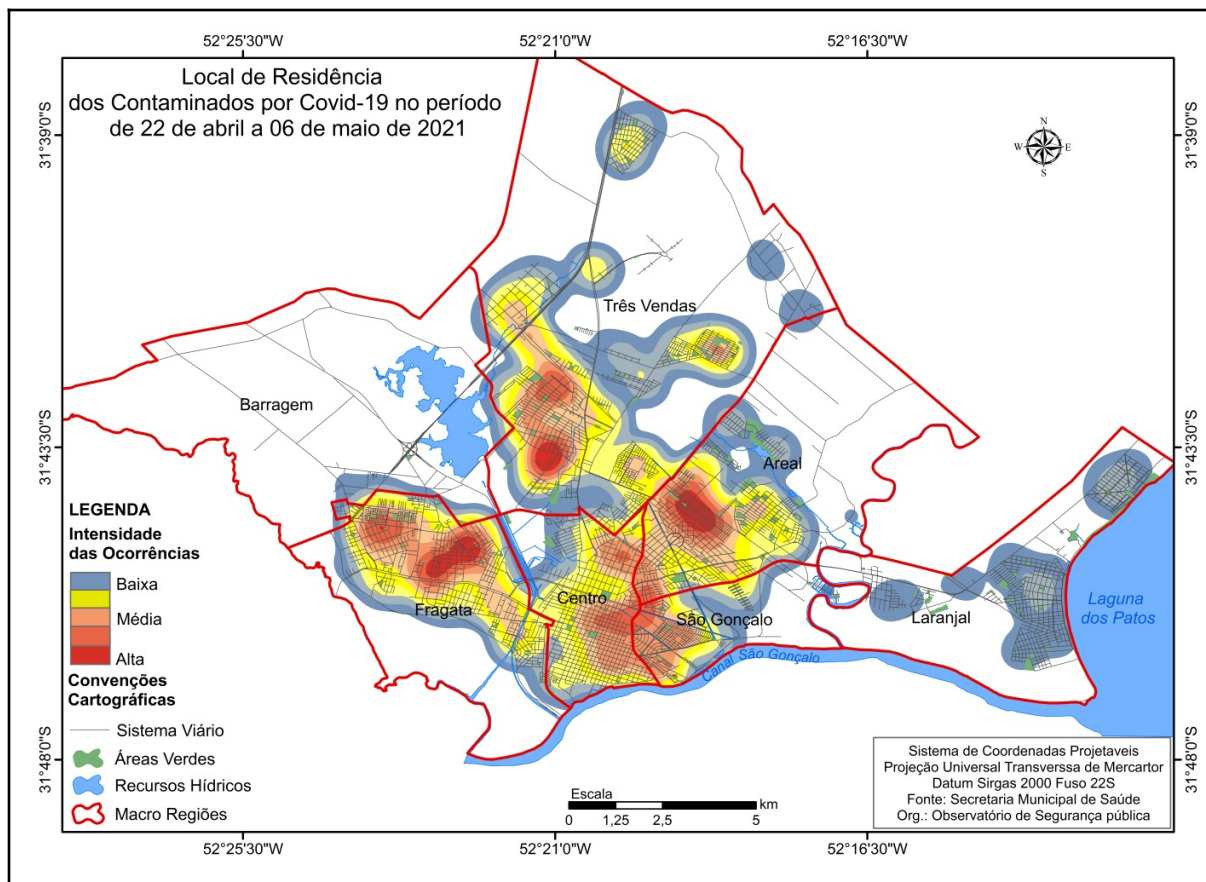 52°25'30"W
52°21'0"W
52°16'30"W
Local de Residência
dos Contaminados por Covid-19 no período
de 22 de abril a 06 de maio de 2021
31°39'0"S
31°39'0"S
N
W
E
S
Três Vendas
Barragem
31°43'30"S
31°43'30"S
Areal
LEGENDA
Intensidade
das Ocorrências
Baixa
Média
Alta
Fragata
Centro
São Gonçalo
Laranjal
Laguna
dos Patos
Canal São Gonçalo
Convenções
Cartográficas
Sistema Viário
Áreas Verdes
Recursos Hídricos
Macro Regiões
31°48'0"S
31°48'0"S
Escala
km
0
1,25
2,5
5
Sistema de Coordenadas Projetaveis
Projeção Universal Transverssa de Mercartor
Datum Sirgas 2000 Fuso 22S
Fonte: Secretaria Municipal de Saúde
Org.: Observatório de Segurança pública
52°25'30"W
52°21'0"W
52°16'30"W